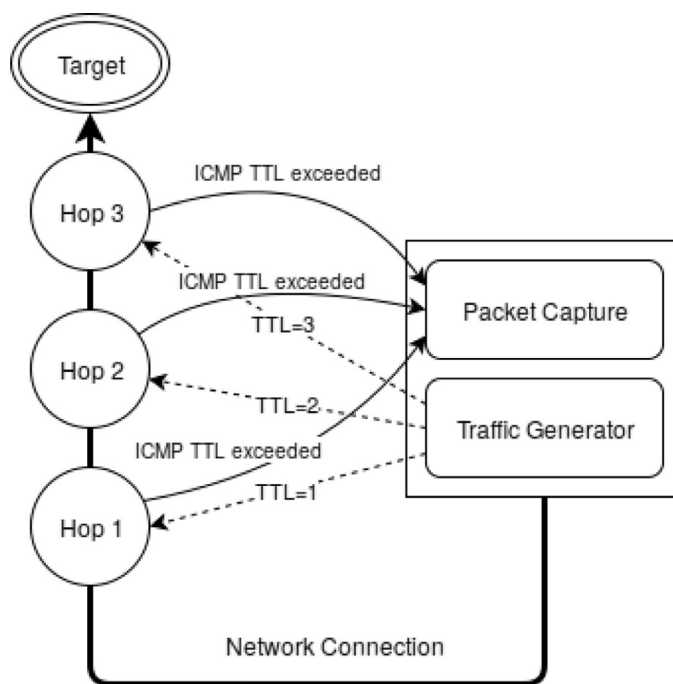 Target
ICMP TTL exceeded
Hop 3
ICMP TTL exceeded
Packet Capture
TTL=3
Hop 2
TTL=2
Traffic Generator
ICMP TTL exceeded
TTL=1
Hop 1
Network Connection